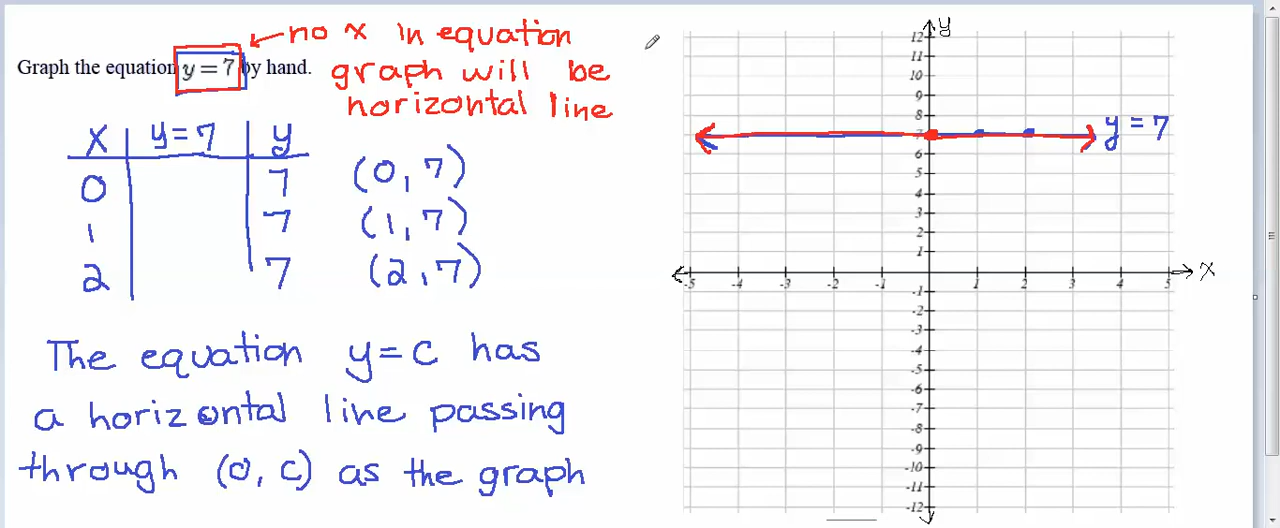 Graph the equation y = 7 by hand.
no x in equation
graph will be
horizontal line
x y = 7 y
0 7 (0, 7)
1 7 (1, 7)
2 7 (2, 7)
The equation y = c has
a horizontal line passing
through (0, c) as the graph
y
12
11
10
9
8
7
6
5
4
3
2
1
y = 7
-5 -4 -3 -2 -1 1 2 3 4 5 x
-1
-2
-3
-4
-5
-6
-7
-8
-9
-10
-11
-12